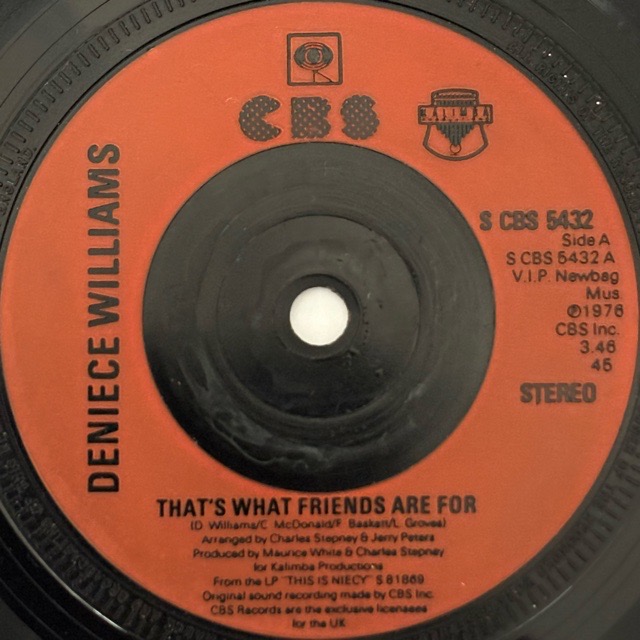 CBS
KALIMBA
DENIECE WILLIAMS
S CBS 5432
Side A
S CBS 5432 A
V.I.P. Newbag
Mus.
℗1976
CBS Inc.
3.46
45
STEREO
THAT'S WHAT FRIENDS ARE FOR
(D Williams/C McDonald/F Baskett/L Groves)
Arranged by Charles Stepney & Jerry Peters
Produced by Maurice White & Charles Stepney
for Kalimba Productions
From the LP "THIS IS NIECY" S 81869
Original sound recording made by CBS Inc.
CBS Records are the exclusive licensees
for the UK